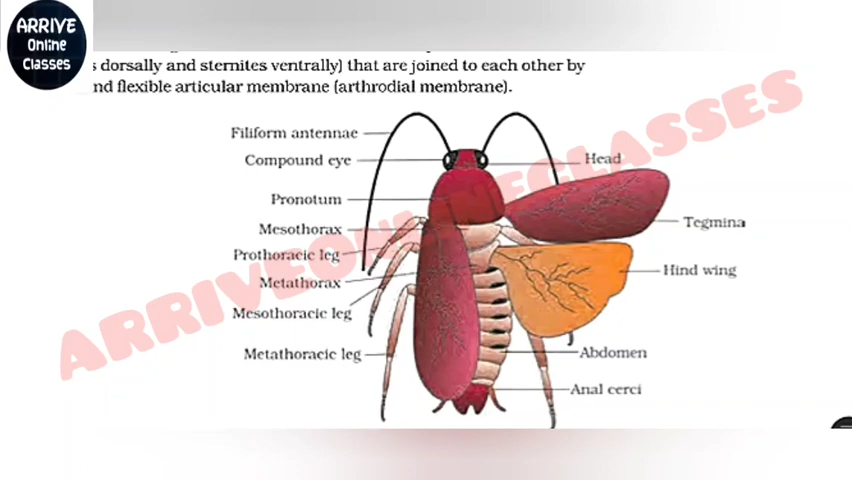 ARRIVE
Online
Classes
s dorsally and sternites ventrally) that are joined to each other by
nd flexible articular membrane (arthrodial membrane).
Filiform antennae
Compound eye
Head
Pronotum
Tegmina
Mesothorax
Prothoracic leg
Hind wing
Metathorax
Mesothoracic leg
Metathoracic leg
Abdomen
Anal cerci